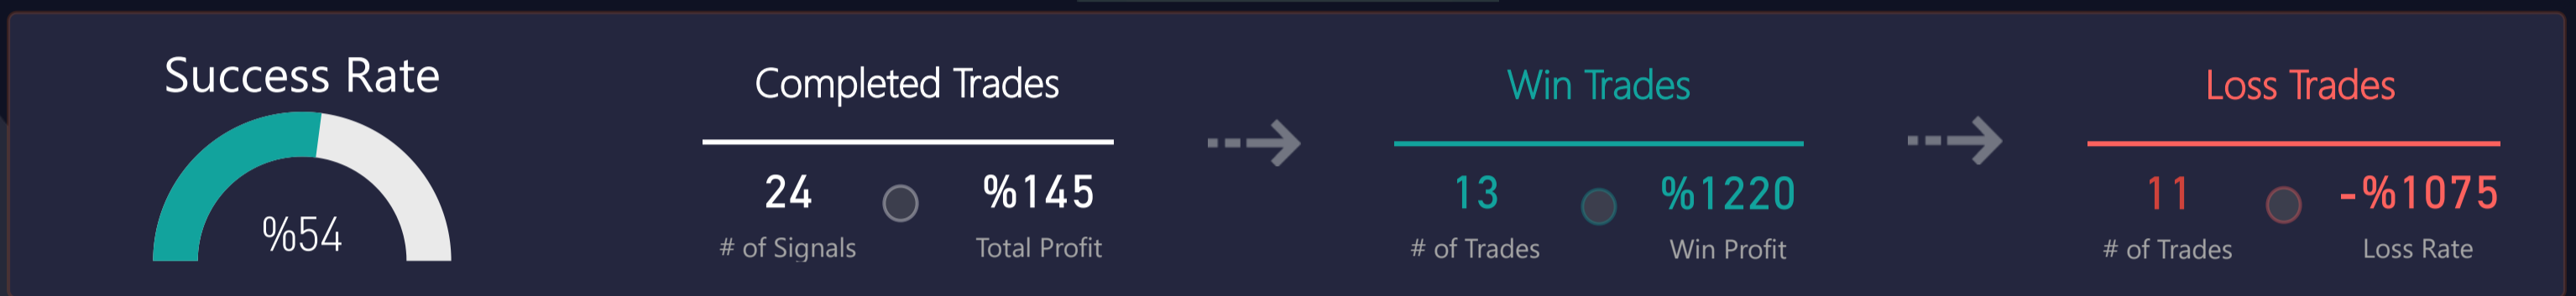 Success Rate
%54
Completed Trades
24
# of Signals
%145
Total Profit
Win Trades
13
# of Trades
%1220
Win Profit
Loss Trades
11
# of Trades
-%1075
Loss Rate